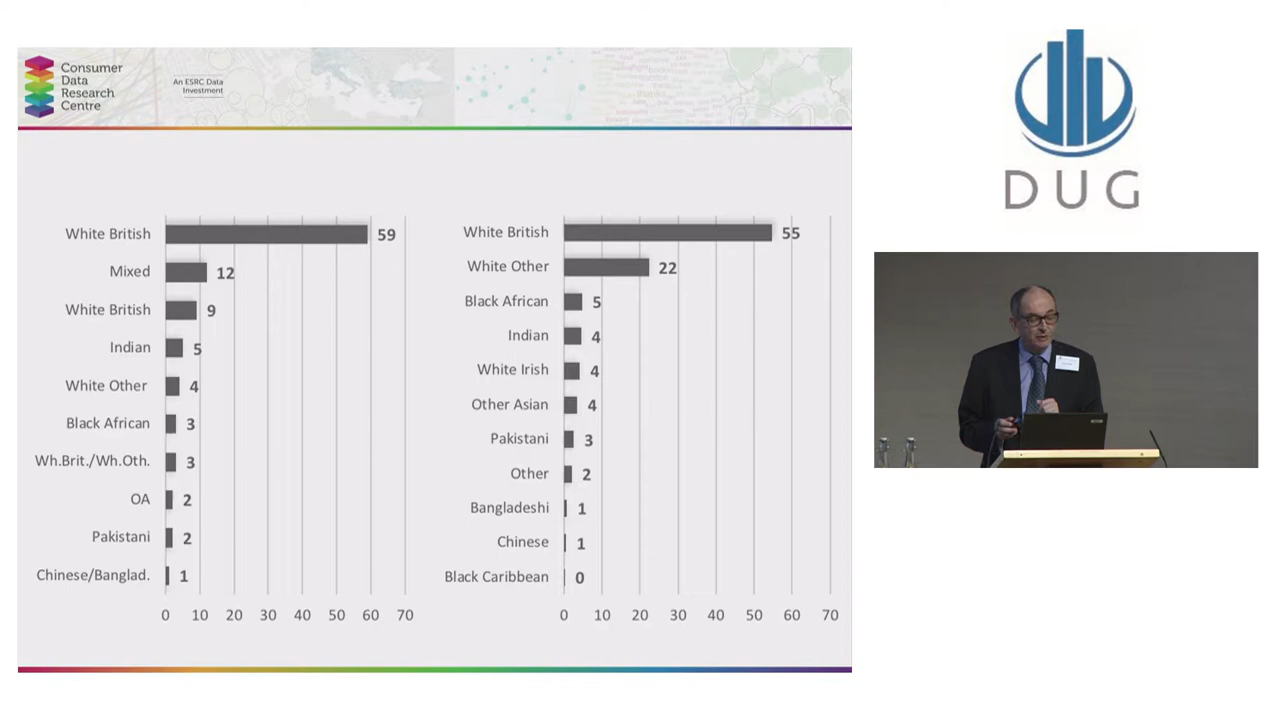 Consumer
Data
Research
Centre
An ESRC Data
Investment
White British 59
Mixed 12
White British 9
Indian 5
White Other 4
Black African 3
Wh.Brit./Wh.Oth. 3
OA 2
Pakistani 2
Chinese/Banglad. 1
0 10 20 30 40 50 60 70
White British 55
White Other 22
Black African 5
Indian 4
White Irish 4
Other Asian 4
Pakistani 3
Other 2
Bangladeshi 1
Chinese 1
Black Caribbean 0
0 10 20 30 40 50 60 70
DUG